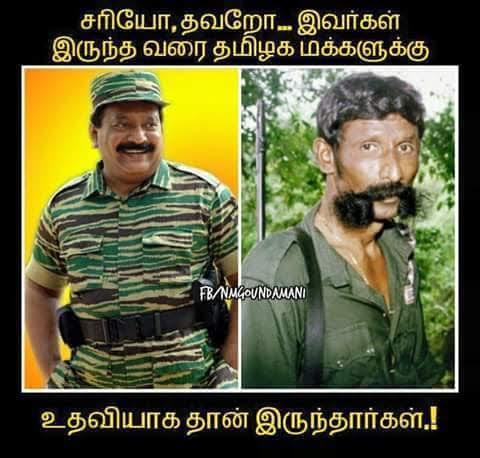 சரியோ, தவறோ... இவர்கள்
இருந்த வரை தமிழக மக்களுக்கு
FB/NMGOUNDAMANI
உதவியாக தான் இருந்தார்கள்.!